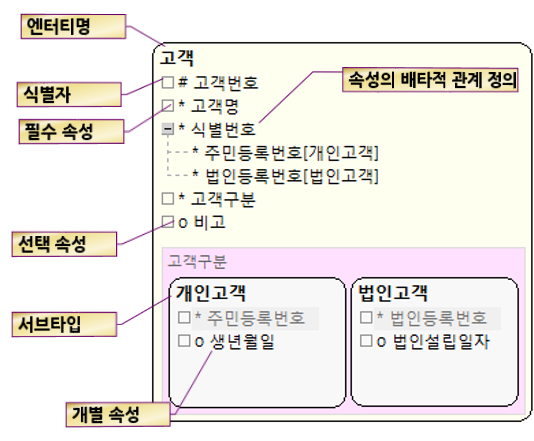 엔터티명
고객
# 고객번호
식별자
속성의 배타적 관계 정의
* 고객명
필수 속성
* 식별번호
* 주민등록번호[개인고객]
* 법인등록번호[법인고객]
* 고객구분
o 비고
선택 속성
고객구분
개인고객
법인고객
* 주민등록번호
* 법인등록번호
서브타입
o 생년월일
o 법인설립일자
개별 속성